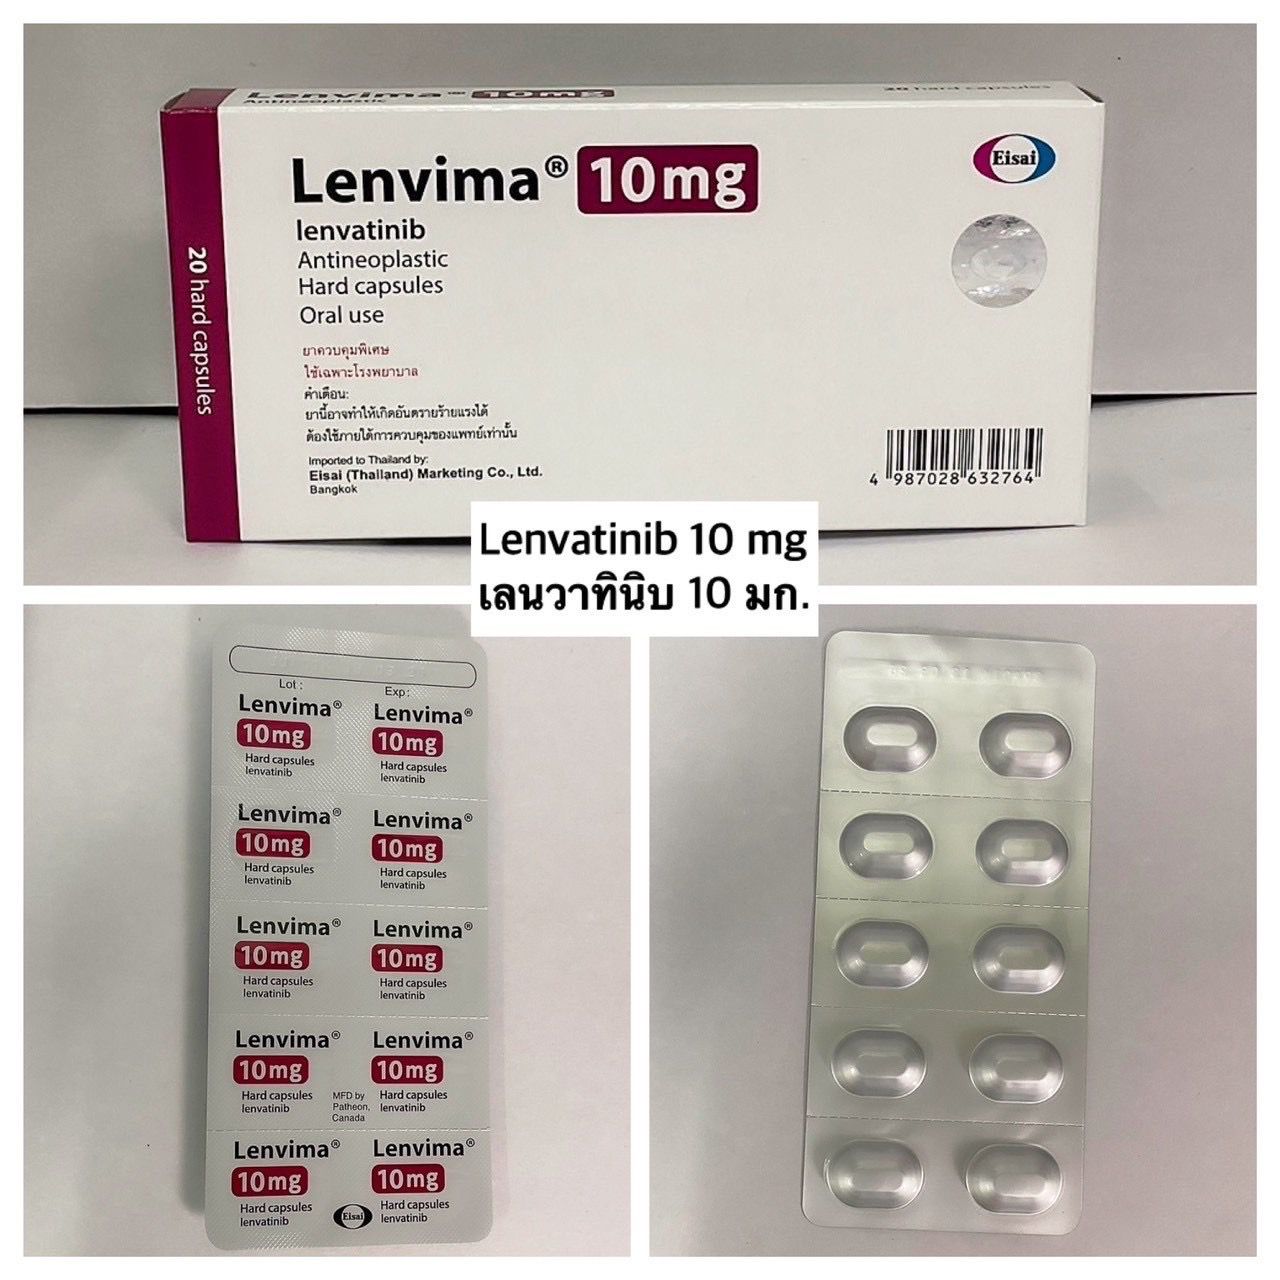 Lenvima® 10mg
Antineoplastic
20 hard capsules
20 hard capsules
Lenvima® 10mg
lenvatinib
Antineoplastic
Hard capsules
Oral use
ยาควบคุมพิเศษ
ใช้เฉพาะโรงพยาบาล
คำเตือน:
ยานี้อาจทำให้เกิดอันตรายร้ายแรงได้
ต้องใช้ภายใต้การควบคุมของแพทย์เท่านั้น
Imported to Thailand by:
Eisai (Thailand) Marketing Co., Ltd.
Bangkok
Eisai
4 987028 632764
Lenvatinib 10 mg
เลนวาทินิบ 10 มก.
Lot : Exp:
Lenvima® Lenvima®
10mg 10mg
Hard capsules Hard capsules
lenvatinib lenvatinib
Lenvima® Lenvima®
10mg 10mg
Hard capsules Hard capsules
lenvatinib lenvatinib
Lenvima® Lenvima®
10mg 10mg
Hard capsules Hard capsules
lenvatinib lenvatinib
Lenvima® Lenvima®
10mg 10mg
Hard capsules Hard capsules
lenvatinib lenvatinib
MFD by
Patheon,
Canada
Lenvima® Lenvima®
10mg 10mg
Hard capsules Hard capsules
lenvatinib lenvatinib
Eisai